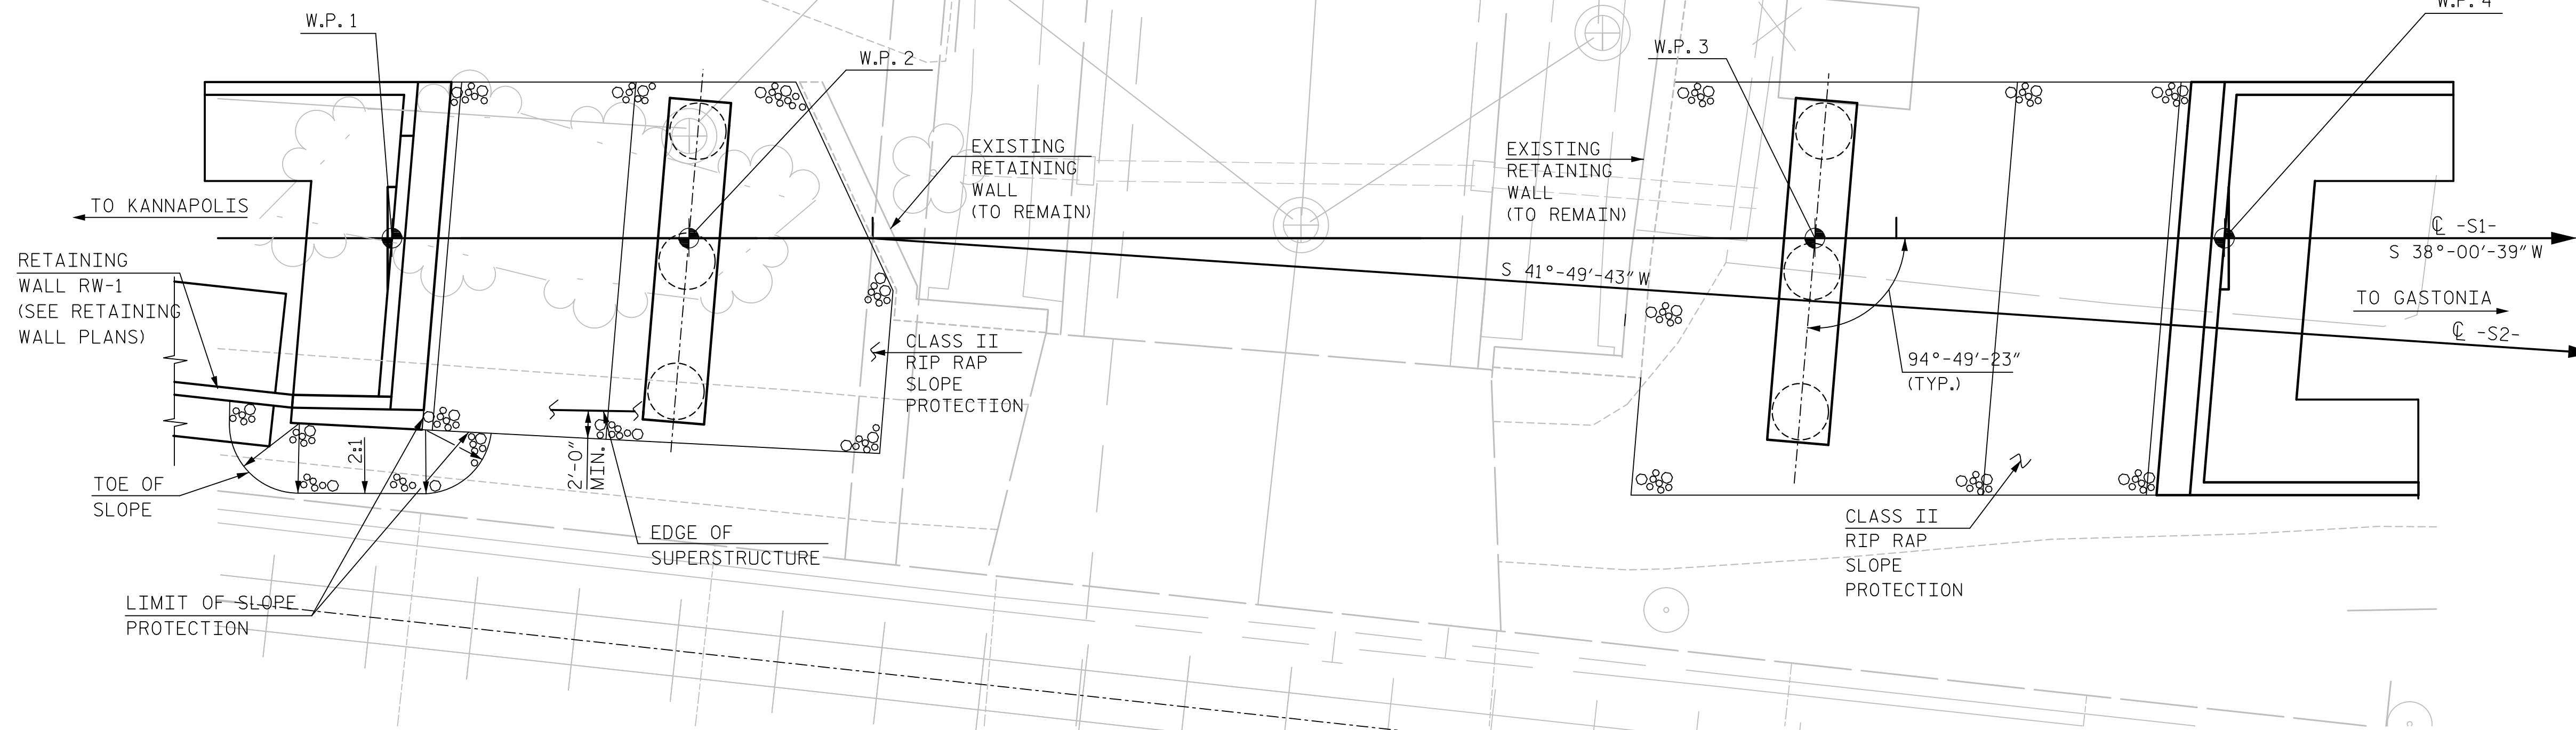 W.P. 1
W.P. 2
W.P. 3
W.P. 4
EXISTING
RETAINING
WALL
(TO REMAIN)
EXISTING
RETAINING
WALL
(TO REMAIN)
TO KANNAPOLIS
RETAINING
WALL RW-1
(SEE RETAINING
WALL PLANS)
℄ -S1-
S 38°-00'-39" W
S 41°-49'-43" W
TO GASTONIA
℄ -S2-
CLASS II
RIP RAP
SLOPE
PROTECTION
94°-49'-23"
(TYP.)
2:1
2'-0"
MIN.
TOE OF
SLOPE
EDGE OF
SUPERSTRUCTURE
CLASS II
RIP RAP
SLOPE
PROTECTION
LIMIT OF SLOPE
PROTECTION